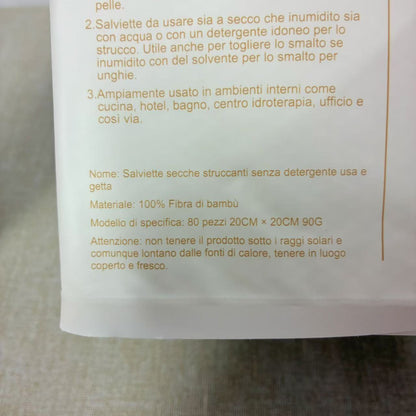 pelle.
2.Salviette da usare sia a secco che inumidito sia
con acqua o con un detergente idoneo per lo
strucco. Utile anche per togliere lo smalto se
inumidito con del solvente per lo smalto per
unghie.
3.Ampiamente usato in ambienti interni come
cucina, hotel, bagno, centro idroterapia, ufficio e
così via.
Nome: Salviette secche struccanti senza detergente usa e
getta
Materiale: 100% Fibra di bambù
Modello di specifica: 80 pezzi 20CM × 20CM 90G
Attenzione: non tenere il prodotto sotto i raggi solari e
comunque lontano dalle fonti di calore, tenere in luogo
coperto e fresco.